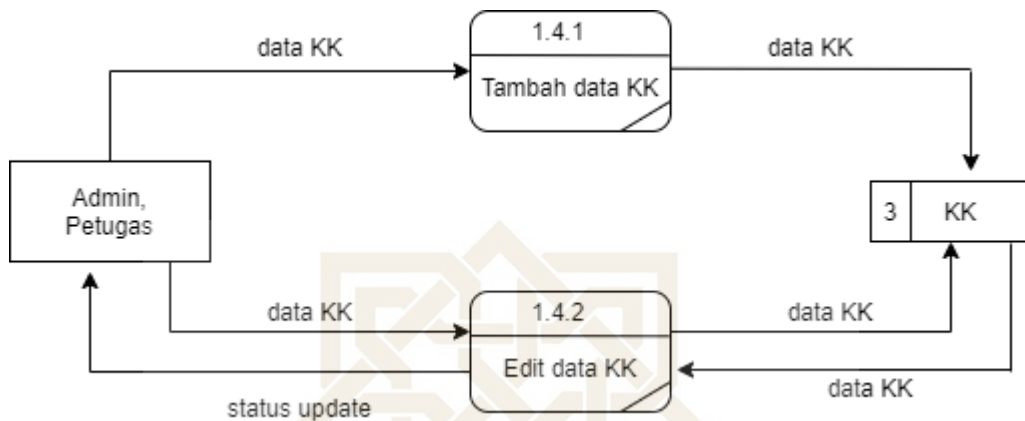 data KK
1.4.1
data KK
Tambah data KK
Admin,
Petugas
3
KK
data KK
1.4.2
data KK
Edit data KK
data KK
status update